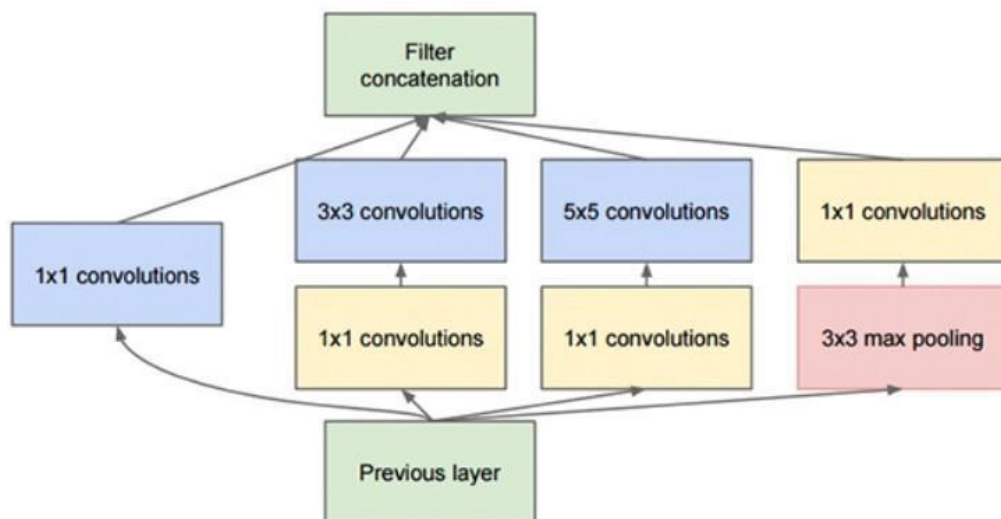 Filter
concatenation
3x3 convolutions
5x5 convolutions
1x1 convolutions
1x1 convolutions
1x1 convolutions
1x1 convolutions
3x3 max pooling
Previous layer